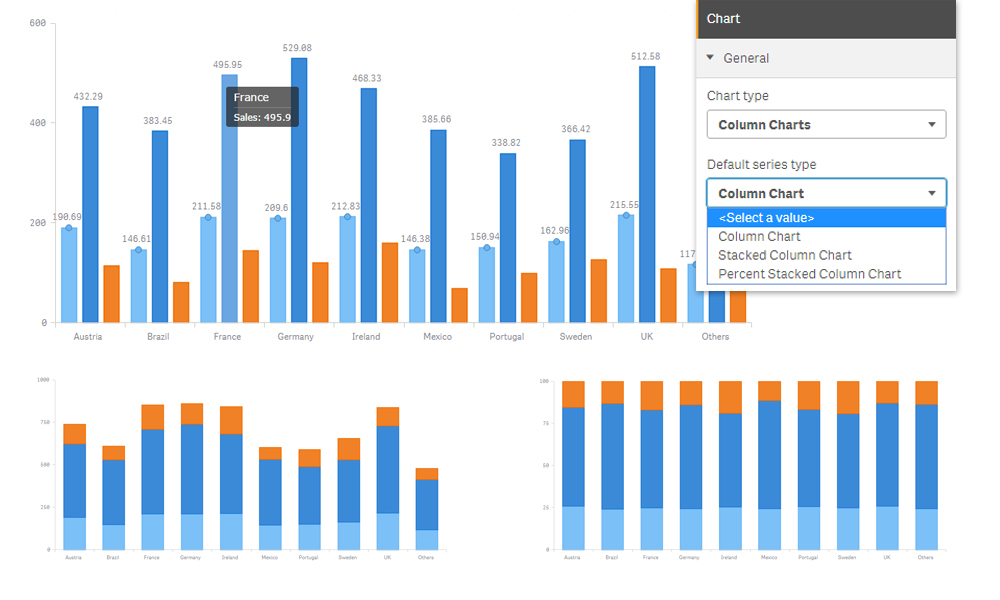 600
400
200
0
432.29
383.45
495.95
529.08
468.33
385.66
338.82
366.42
512.58
190.69
146.61
211.58
209.6
212.83
146.38
150.94
162.96
215.55
117
France
Sales: 495.9
Austria
Brazil
France
Germany
Ireland
Mexico
Portugal
Sweden
UK
Others
Chart
General
Chart type
Column Charts
Default series type
Column Chart
<Select a value>
Column Chart
Stacked Column Chart
Percent Stacked Column Chart
1000
750
500
250
0
Austria
Brazil
France
Germany
Ireland
Mexico
Portugal
Sweden
UK
Others
100
75
50
25
0
Austria
Brazil
France
Germany
Ireland
Mexico
Portugal
Sweden
UK
Others